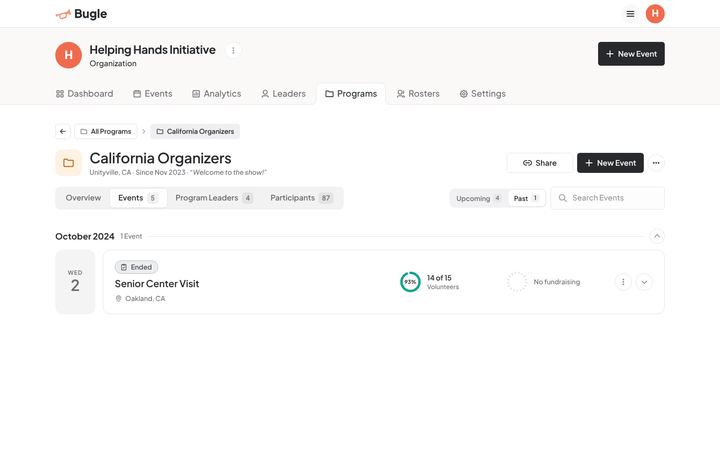 Bugle
H
H
Helping Hands Initiative
Organization
New Event
Dashboard
Events
Analytics
Leaders
Programs
Rosters
Settings
All Programs
California Organizers
California Organizers
Unityville, CA · Since Nov 2023 · "Welcome to the show!"
Share
New Event
Overview
Events 5
Program Leaders 4
Participants 87
Upcoming 4
Past 1
Search Events
October 2024 1 Event
WED
2
Ended
Senior Center Visit
Oakland, CA
93%
14 of 15
Volunteers
No fundraising